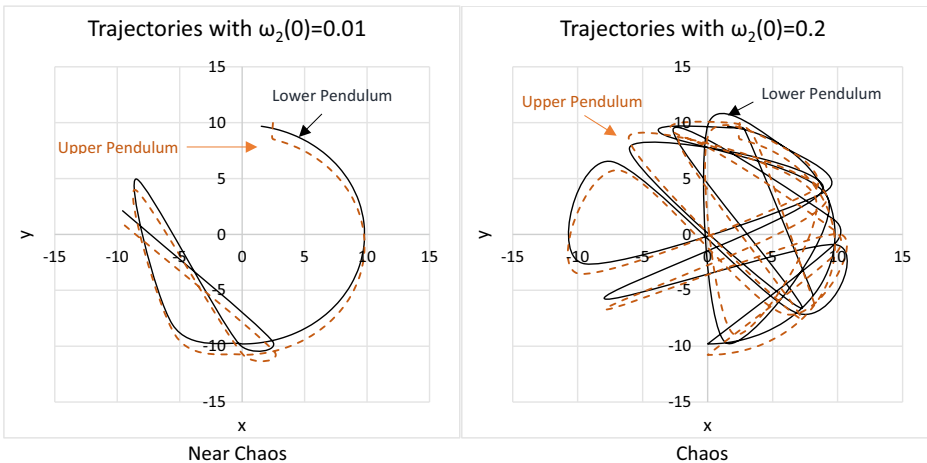 Trajectories with ω₂(0)=0.01
15
Lower Pendulum
10
Upper Pendulum
5
y
0
-15
-10
-5
0
5
10
15
-5
-10
-15
x
Near Chaos
Trajectories with ω₂(0)=0.2
15
Upper Pendulum
Lower Pendulum
10
5
y
0
-15
-10
-5
0
5
10
15
-5
-10
-15
x
Chaos